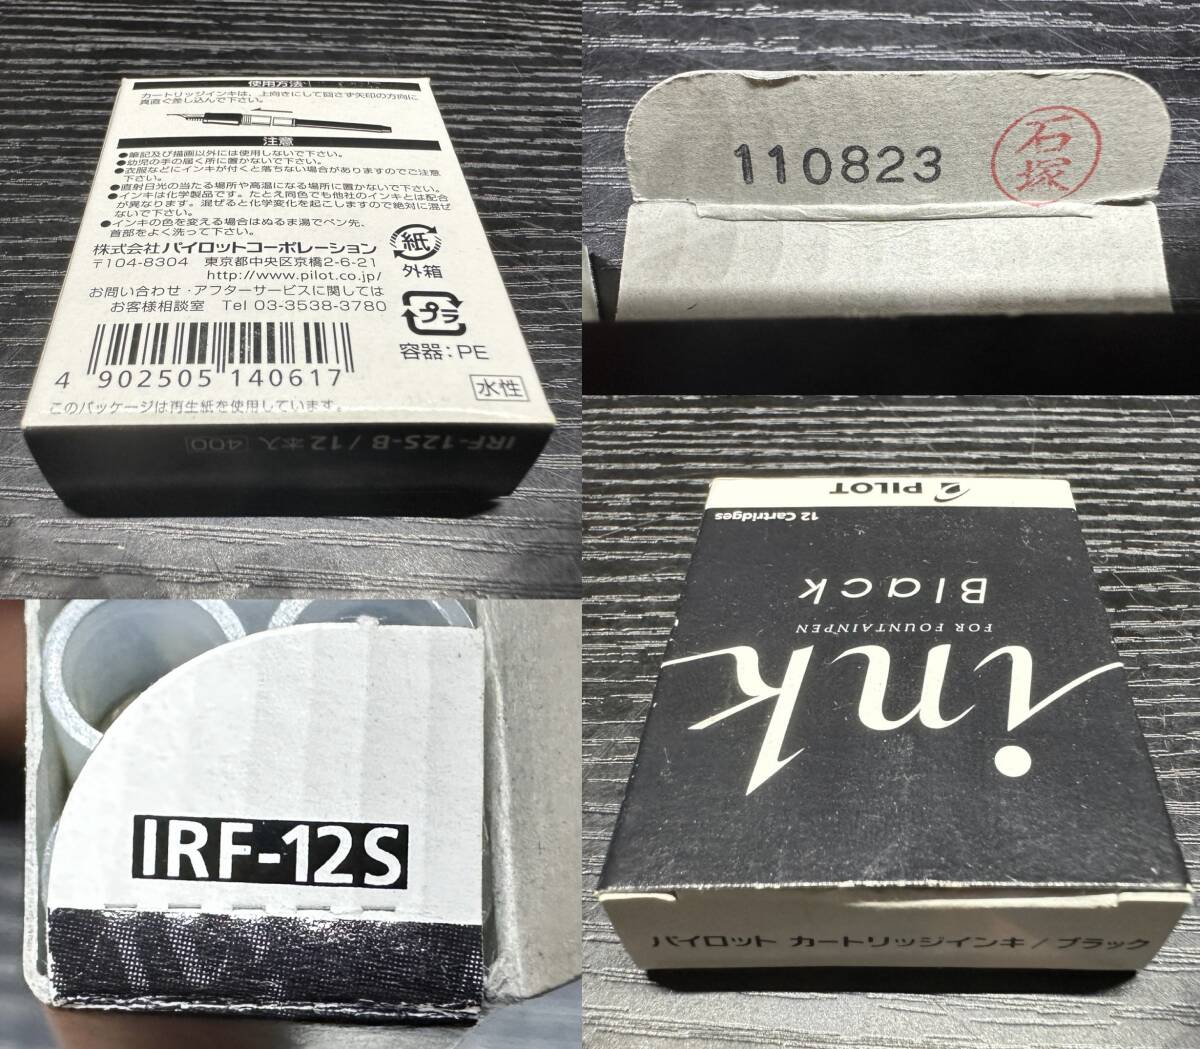 使用方法
カートリッジインキは、上向きにして回さず矢印の方向に
真直ぐ差し込んで下さい。
注意
●筆記及び描画以外には使用しないで下さい。
●幼児の手の届く所に置かないで下さい。
●衣服などにインキが付くと落ちない場合がありますのでご注意
下さい。
●直射日光の当たる場所や高温になる場所に置かないで下さい。
●インキは化学製品です。たとえ同色でも他社のインキとは配合
が異なります。混ぜると化学変化を起こしますので絶対に混ぜ
ないで下さい。
●インキの色を変える場合はぬるま湯でペン先、
首部をよく洗って下さい。
株式会社パイロットコーポレーション
〒104-8304 東京都中央区京橋2-6-21
http://www.pilot.co.jp/
お問い合わせ・アフターサービスに関しては
お客様相談室 Tel 03-3538-3780
紙
外箱
プラ
容器:PE
4 902505 140617
水性
このパッケージは再生紙を使用しています。
IRF-12S-B / 12本入 400
110823
石塚
IRF-12S
PILOT
12 Cartridges
Black
FOR FOUNTAINPEN
ink
パイロット カートリッジインキ/ブラック